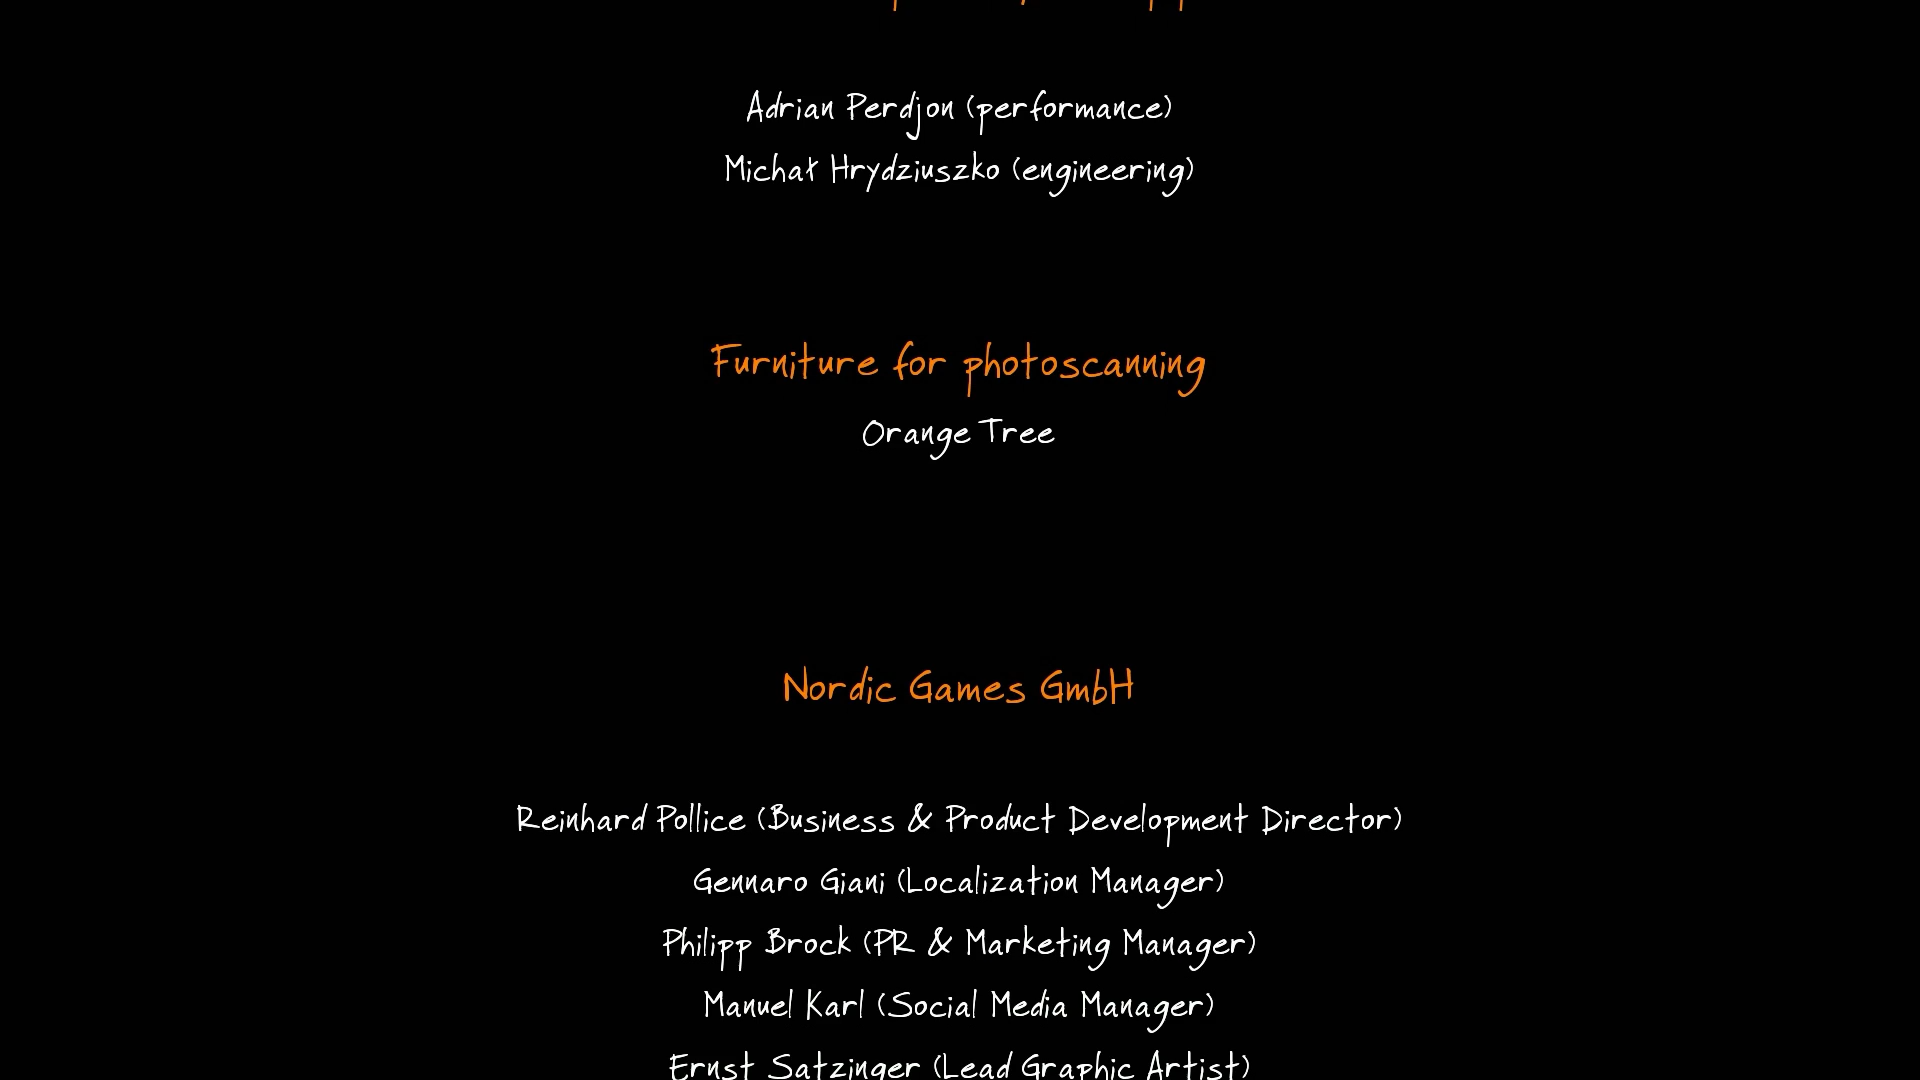 Adrian Perdjon (performance)
Michał Hrydziuszko (engineering)
Furniture for photoscanning
Orange Tree
Nordic Games GmbH
Reinhard Pollice (Business & Product Development Director)
Gennaro Giani (Localization Manager)
Philipp Brock (PR & Marketing Manager)
Manuel Karl (Social Media Manager)
Ernst Satzinger (Lead Graphic Artist)